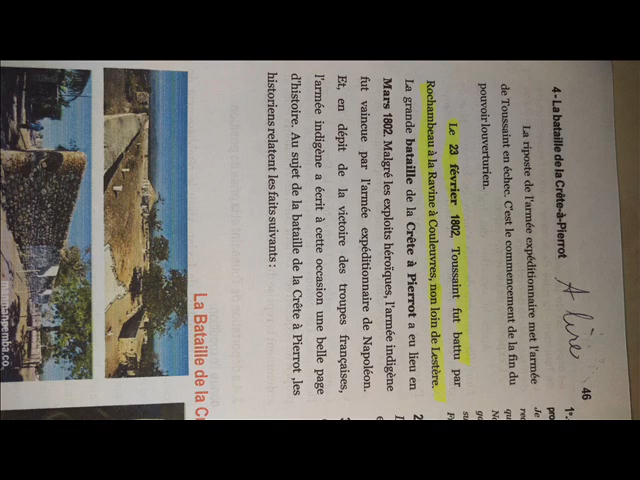 46
4- La bataille de la Crête-à-Pierrot
A lire
La riposte de l'armée expéditionnaire met l'armée
de Toussaint en échec. C'est le commencement de la fin du
pouvoir louverturien.
Le 23 février 1802, Toussaint fut battu par
Rochambeau à la Ravine à Couleuvres, non loin de Lestère.
La grande bataille de la Crête à Pierrot a eu lieu en
Mars 1802. Malgré les exploits héroïques, l'armée indigène
fut vaincue par l'armée expéditionnaire de Napoléon.
Et, en dépit de la victoire des troupes françaises,
l'armée indigène a écrit à cette occasion une belle page
d'histoire. Au sujet de la bataille de la Crête à Pierrot ,les
historiens relatent les faits suivants :
La Bataille de la